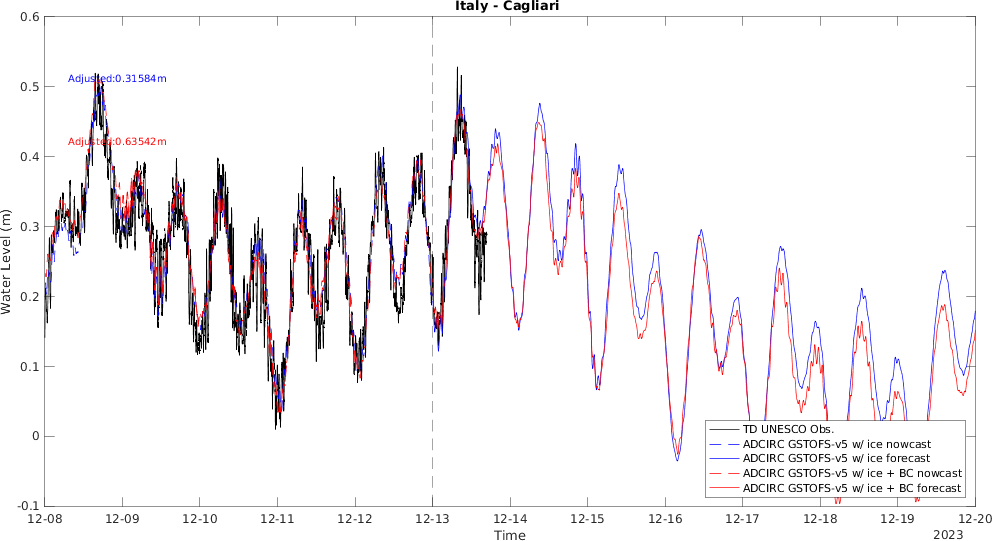 Italy - Cagliari
0.6
0.5
0.4
0.3
0.2
0.1
0
-0.1
Water Level (m)
Adjusted:0.31584m
Adjusted:0.63542m
TD UNESCO Obs.
ADCIRC GSTOFS-v5 w/ ice nowcast
ADCIRC GSTOFS-v5 w/ ice forecast
ADCIRC GSTOFS-v5 w/ ice + BC nowcast
ADCIRC GSTOFS-v5 w/ ice + BC forecast
12-08 12-09 12-10 12-11 12-12 12-13 12-14 12-15 12-16 12-17 12-18 12-19 12-20
Time
2023